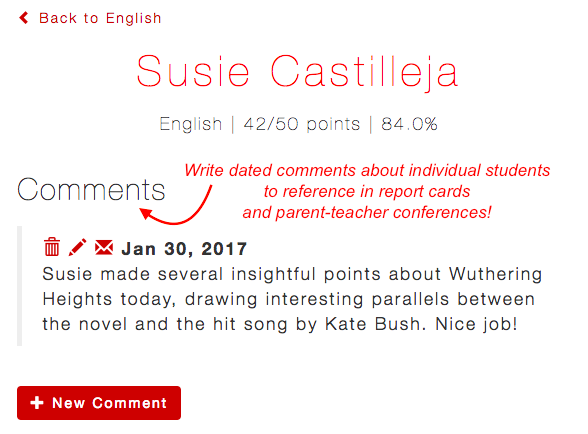 Back to English
Susie Castilleja
English | 42/50 points | 84.0%
Write dated comments about individual students
to reference in report cards
and parent-teacher conferences!
Comments
Jan 30, 2017
Susie made several insightful points about Wuthering
Heights today, drawing interesting parallels between
the novel and the hit song by Kate Bush. Nice job!
New Comment